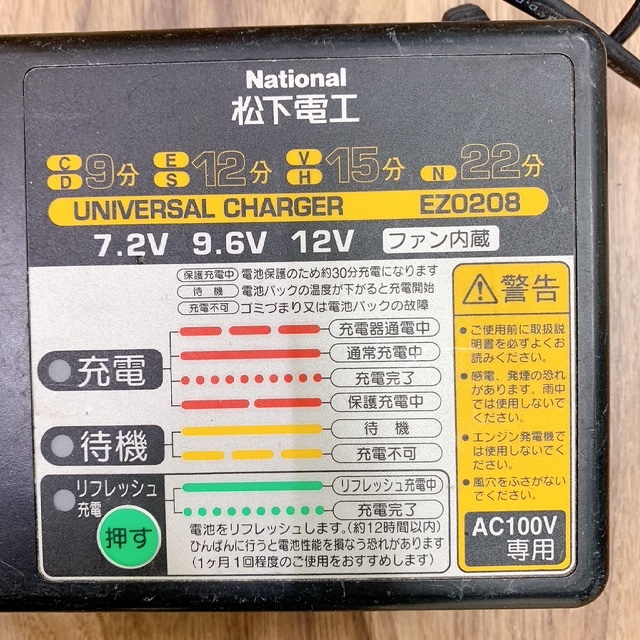 National
松下電工
C D 9分 E S 12分 V H 15分 N 22分
UNIVERSAL CHARGER EZ0208
7.2V 9.6V 12V ファン内蔵
保護充電中 電池保護のため約30分充電になります
待機 電池パックの温度が下がると充電開始
充電不可 ゴミづまり又は電池パックの故障
充電
充電器通電中
通常充電中
充電完了
保護充電中
待機
待機
充電不可
リフレッシュ
充電
押す
リフレッシュ充電中
充電完了
電池をリフレッシュします。(約12時間以内)
ひんぱんに行うと電池性能を損なう恐れがあります
(1ヶ月1回程度のご使用をおすすめします)
警告
●ご使用前に取扱説
明書を必ずよくお
読みください。
●感電、発煙の恐れ
があります。雨中
では使用しないで
ください。
●エンジン発電機で
は使用しないでく
ださい。
●風穴をふさがない
でください。
AC100V
専用